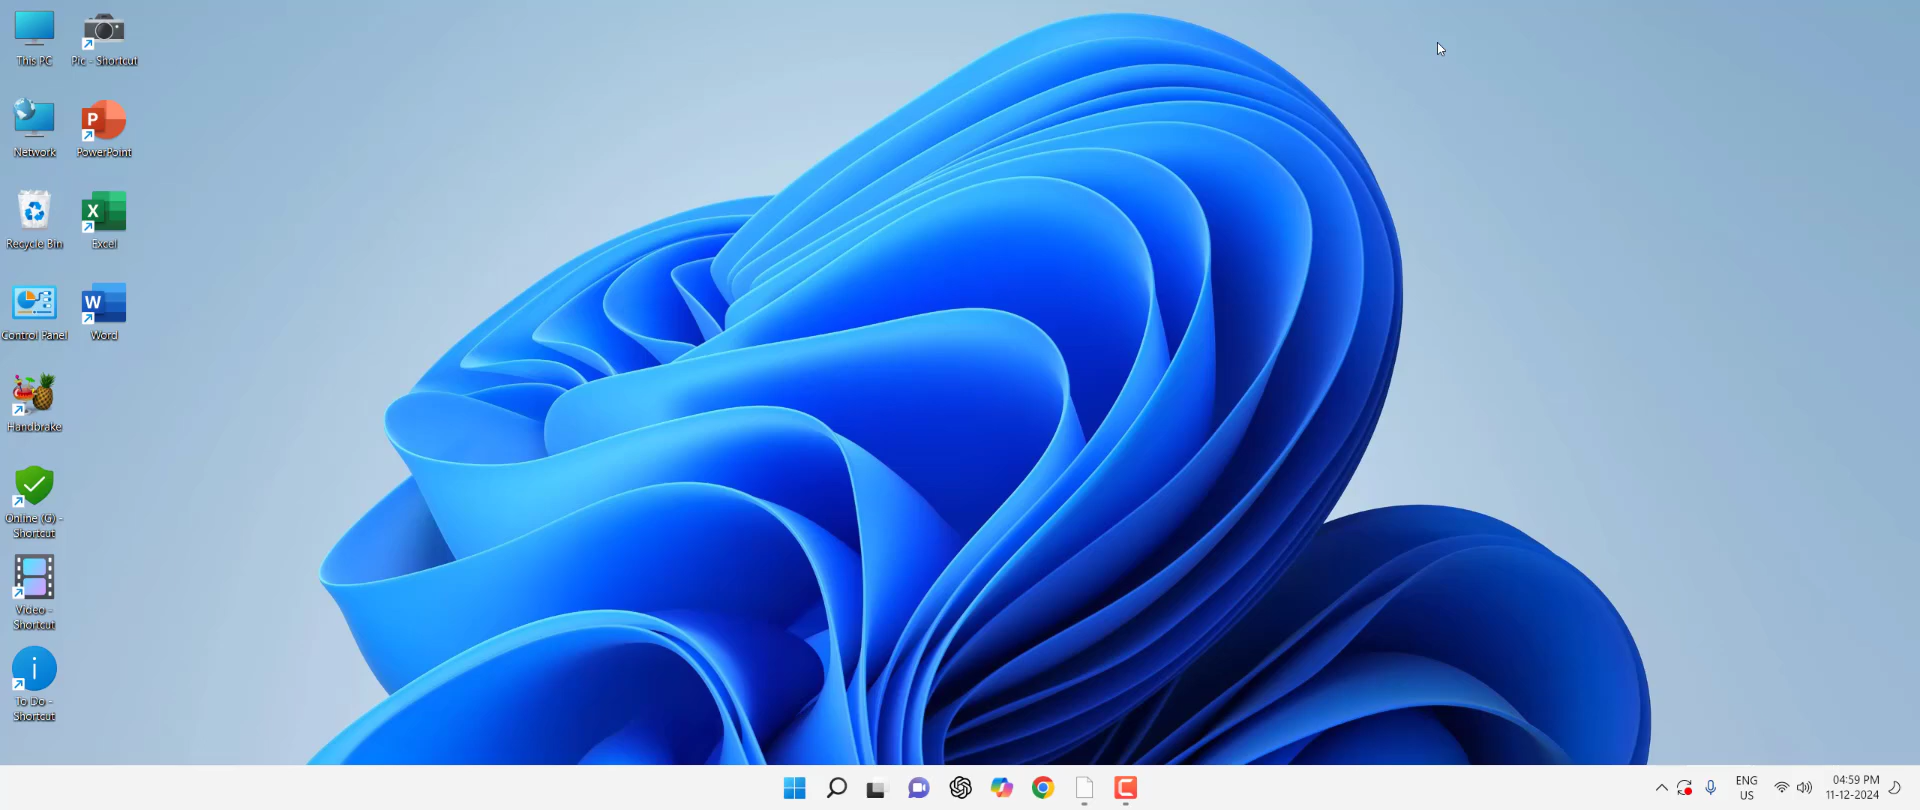 This PC
Pic - Shortcut
Network
PowerPoint
Recycle Bin
Excel
Control Panel
Word
Handbrake
Online (G) -
Shortcut
Video -
Shortcut
To Do -
Shortcut
ENG
US
04:59 PM
11-12-2024